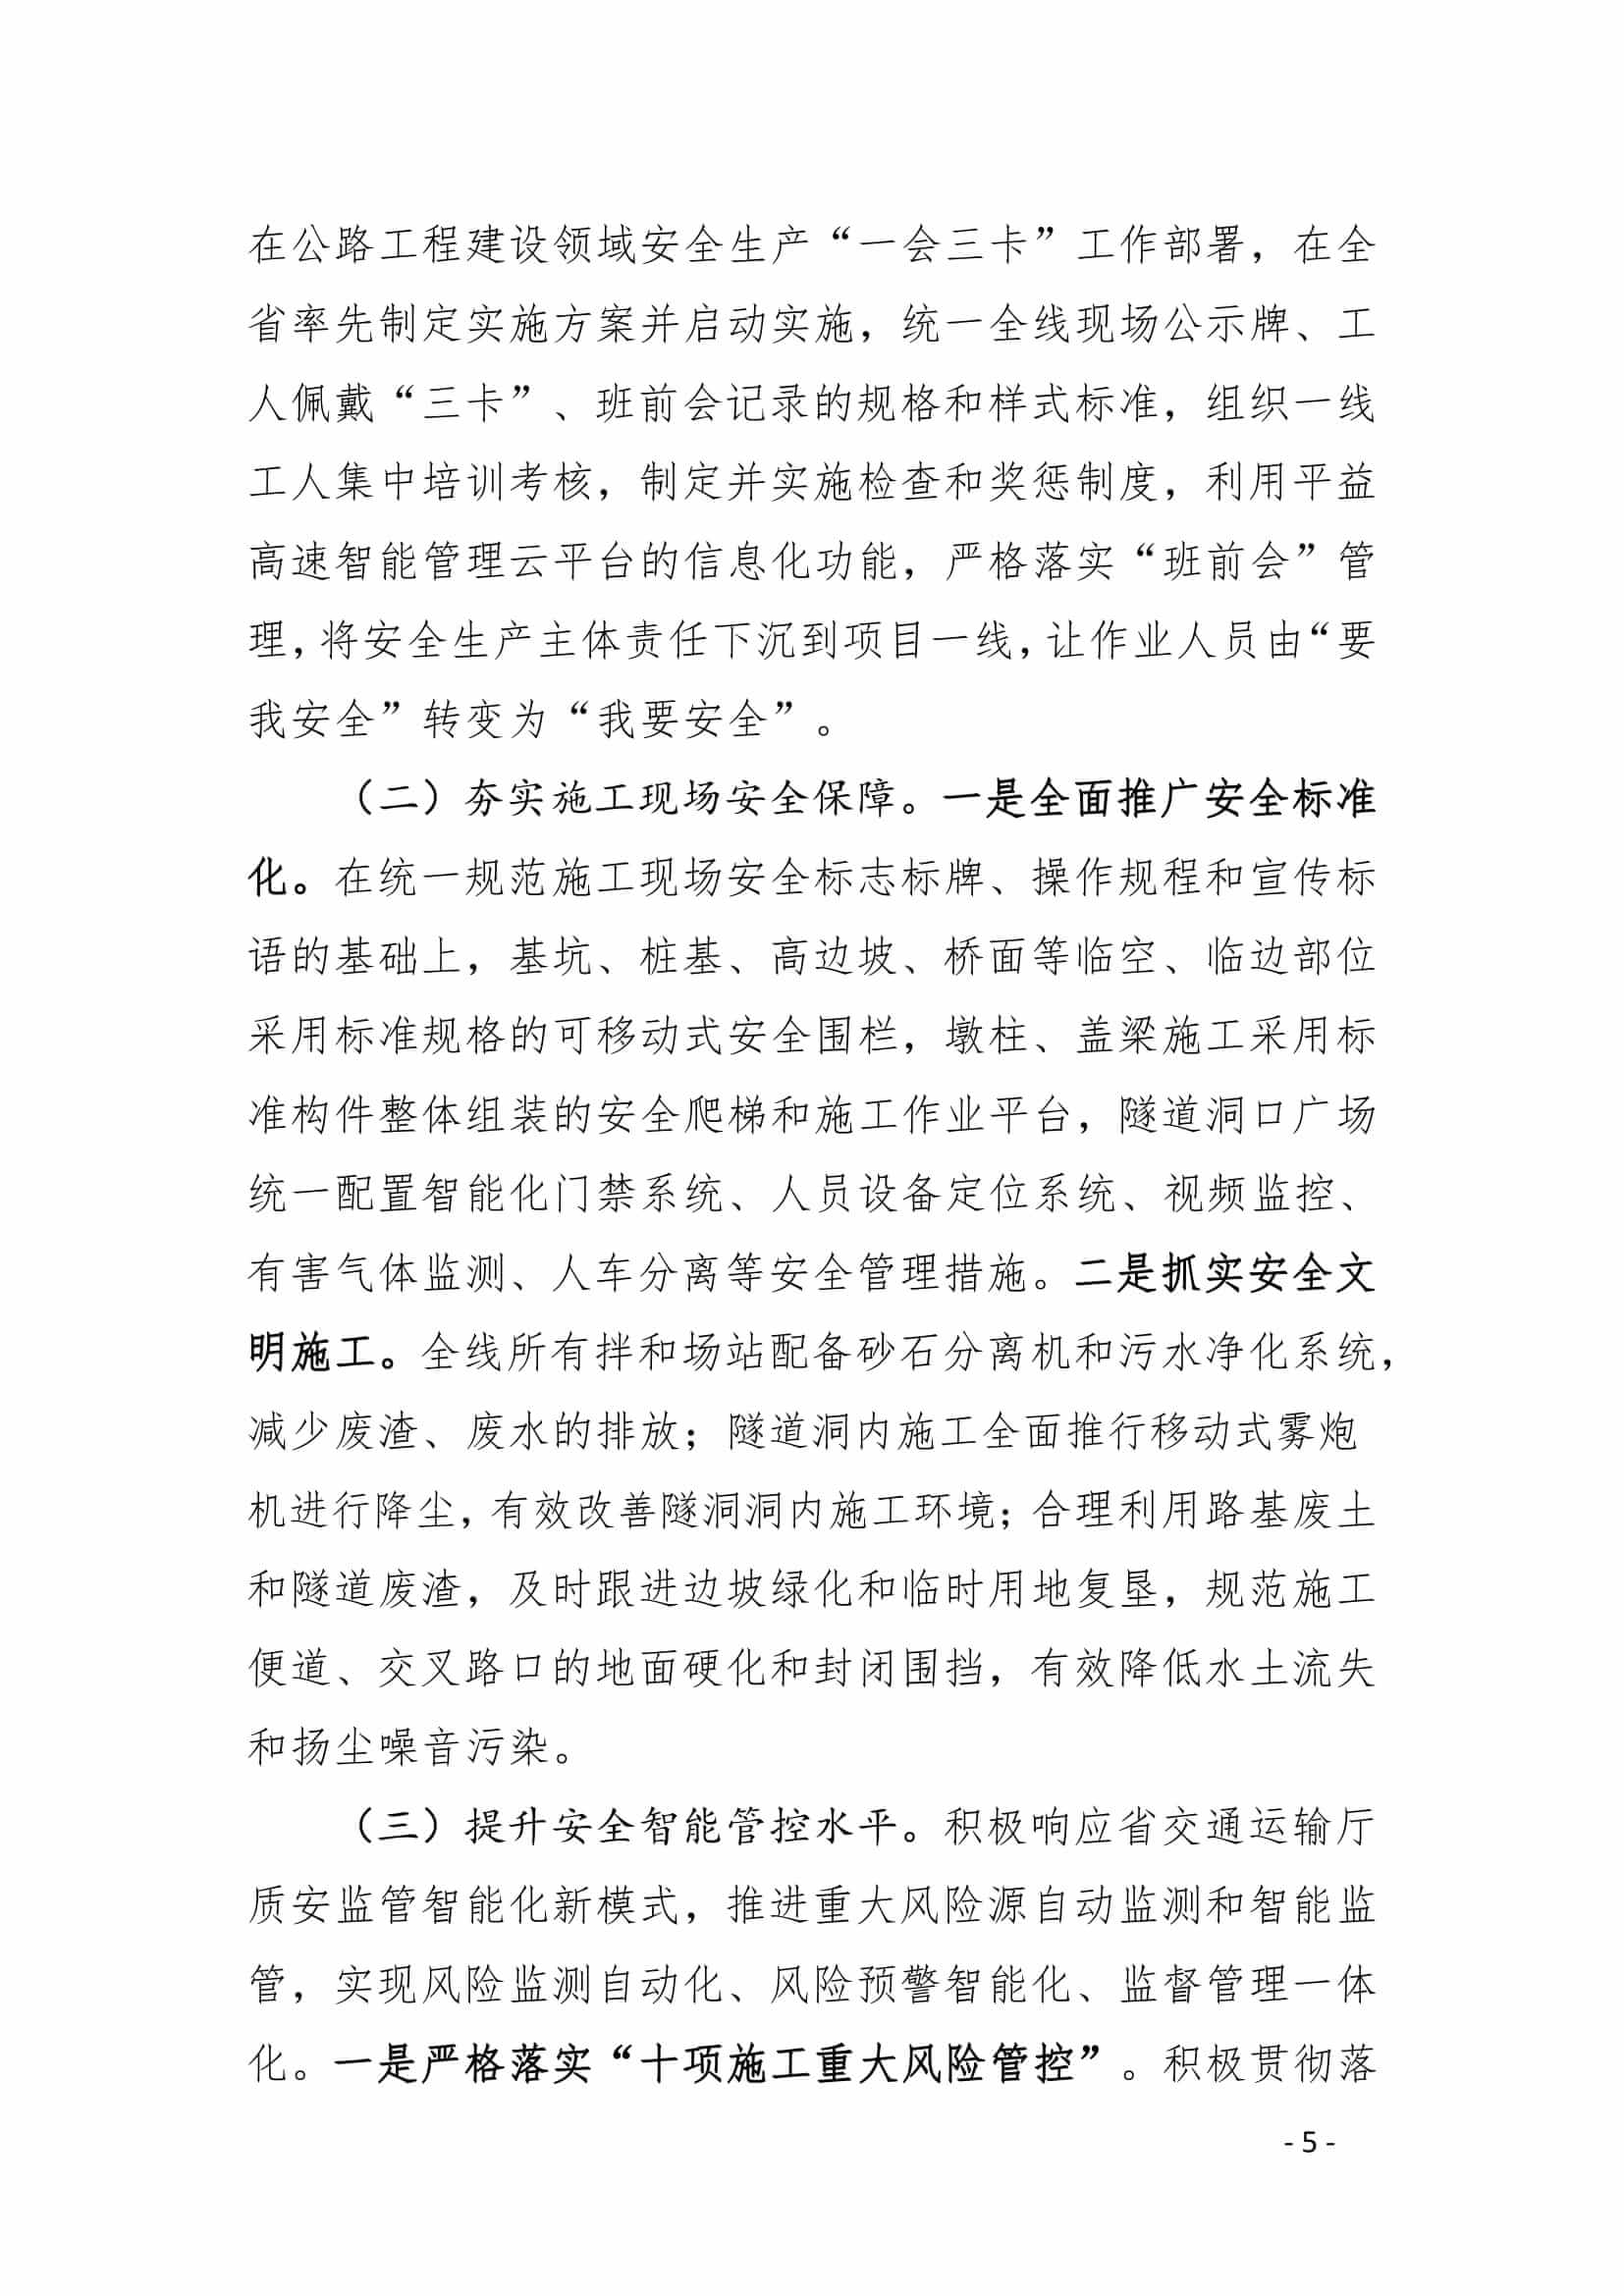 在公路工程建设领域安全生产“一会三卡”工作部署，在全
省率先制定实施方案并启动实施，统一全线现场公示牌、工
人佩戴“三卡”、班前会记录的规格和样式标准，组织一线
工人集中培训考核，制定并实施检查和奖惩制度，利用平益
高速智能管理云平台的信息化功能，严格落实“班前会”管
理，将安全生产主体责任下沉到项目一线，让作业人员由“要
我安全”转变为“我要安全”。
（二）夯实施工现场安全保障。一是全面推广安全标准
化。在统一规范施工现场安全标志标牌、操作规程和宣传标
语的基础上，基坑、桩基、高边坡、桥面等临空、临边部位
采用标准规格的可移动式安全围栏，墩柱、盖梁施工采用标
准构件整体组装的安全爬梯和施工作业平台，隧道洞口广场
统一配置智能化门禁系统、人员设备定位系统、视频监控、
有害气体监测、人车分离等安全管理措施。二是抓实安全文
明施工。全线所有拌和场站配备砂石分离机和污水净化系统，
减少废渣、废水的排放；隧道洞内施工全面推行移动式雾炮
机进行降尘，有效改善隧洞洞内施工环境；合理利用路基废土
和隧道废渣，及时跟进边坡绿化和临时用地复垦，规范施工
便道、交叉路口的地面硬化和封闭围挡，有效降低水土流失
和扬尘噪音污染。
（三）提升安全智能管控水平。积极响应省交通运输厅
质安监管智能化新模式，推进重大风险源自动监测和智能监
管，实现风险监测自动化、风险预警智能化、监督管理一体
化。一是严格落实“十项施工重大风险管控”。积极贯彻落
- 5 -